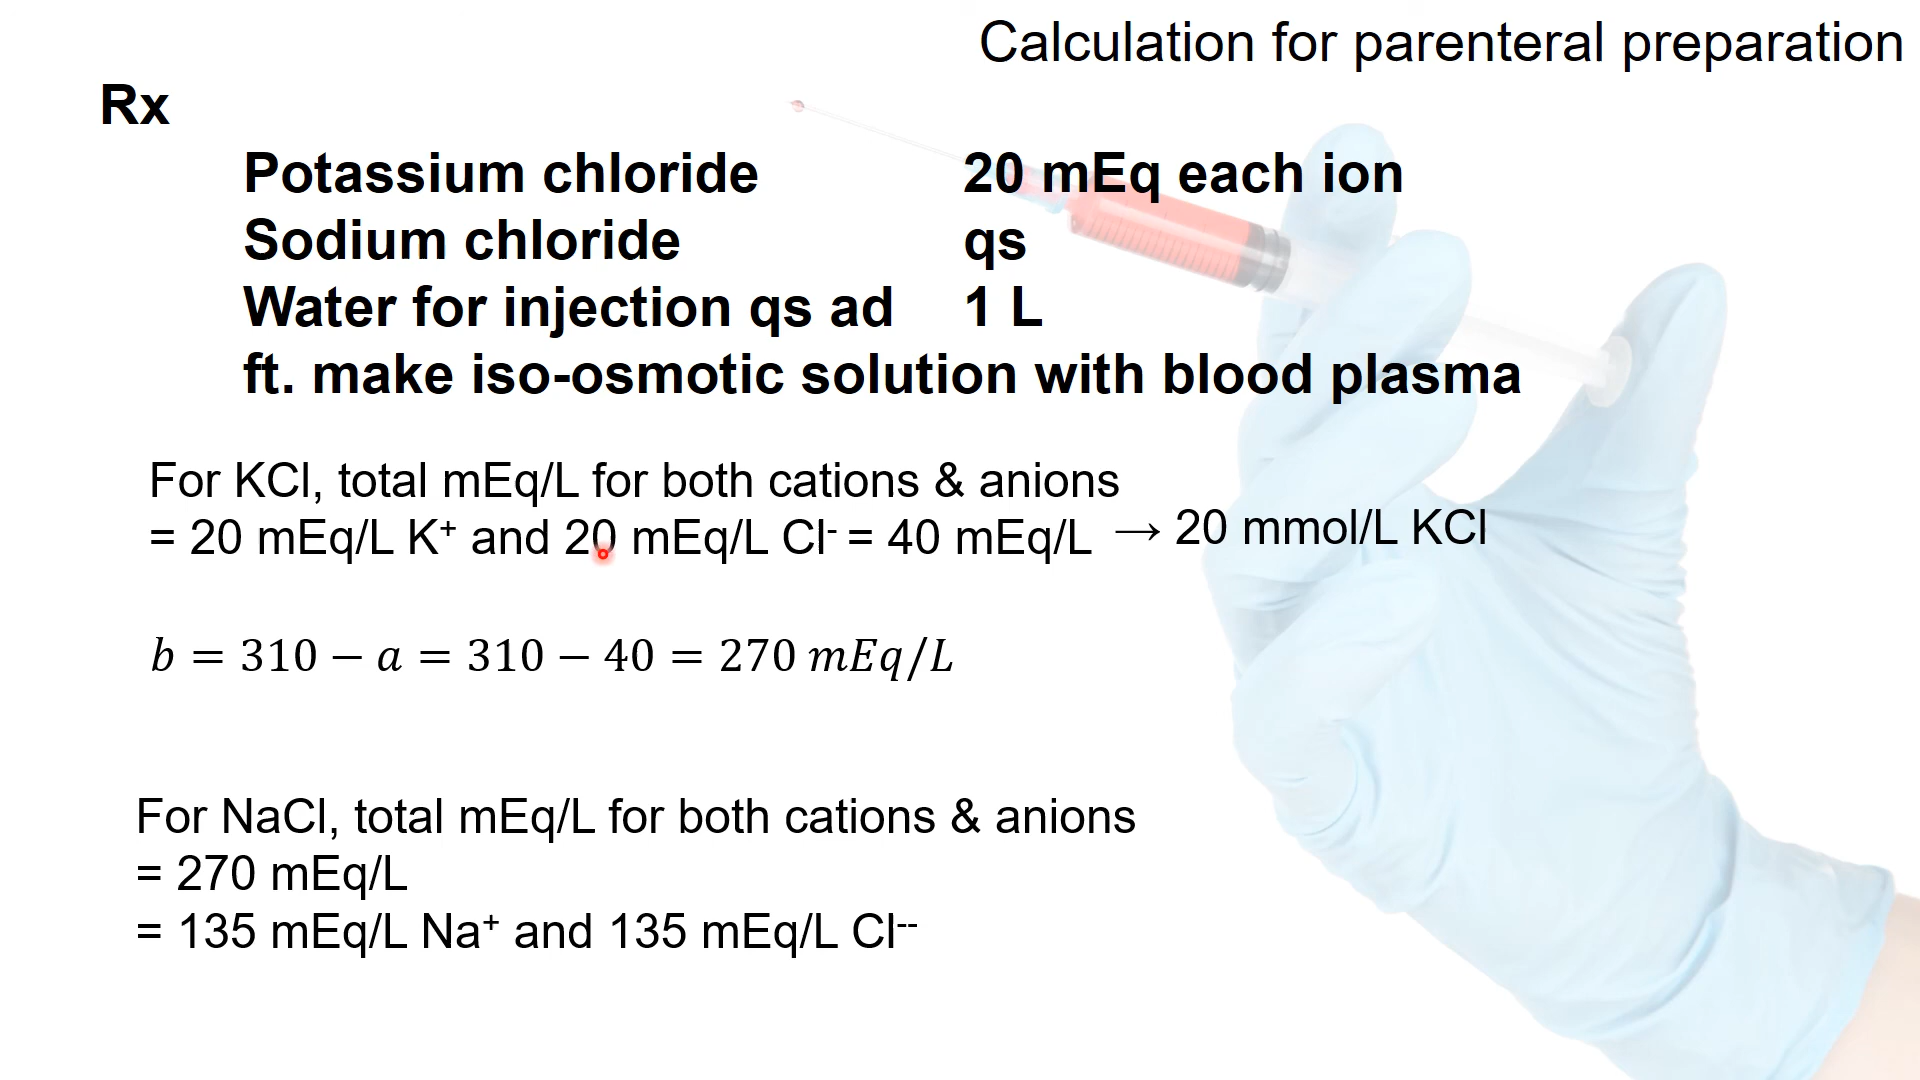 Calculation for parenteral preparation
Rx
Potassium chloride 20 mEq each ion
Sodium chloride qs
Water for injection qs ad 1 L
ft. make iso-osmotic solution with blood plasma
For KCl, total mEq/L for both cations & anions
= 20 mEq/L K⁺ and 20 mEq/L Cl⁻ = 40 mEq/L → 20 mmol/L KCl
b = 310 − a = 310 − 40 = 270 mEq/L
For NaCl, total mEq/L for both cations & anions
= 270 mEq/L
= 135 mEq/L Na⁺ and 135 mEq/L Cl⁻⁻